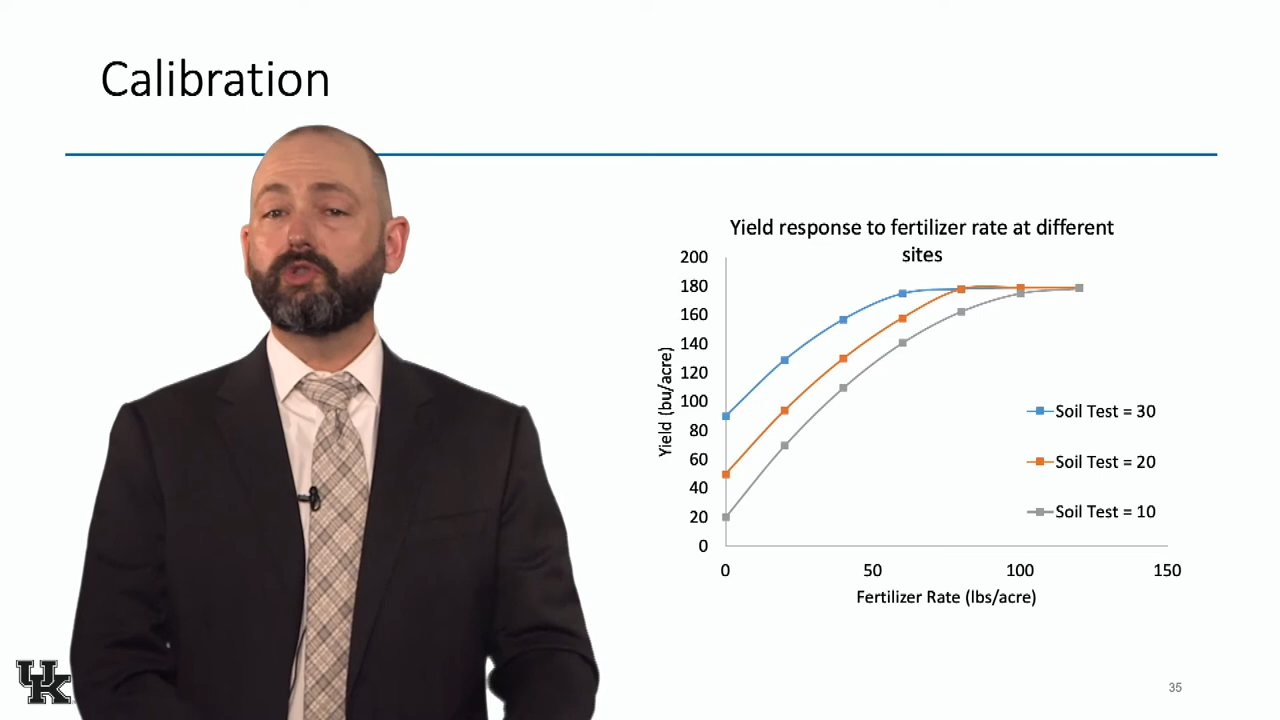 Calibration
Yield response to fertilizer rate at different
sites
200
180
160
140
120
100
80
60
40
20
0
Yield (bu/acre)
0 50 100 150
Fertilizer Rate (lbs/acre)
Soil Test = 30
Soil Test = 20
Soil Test = 10
UK
35